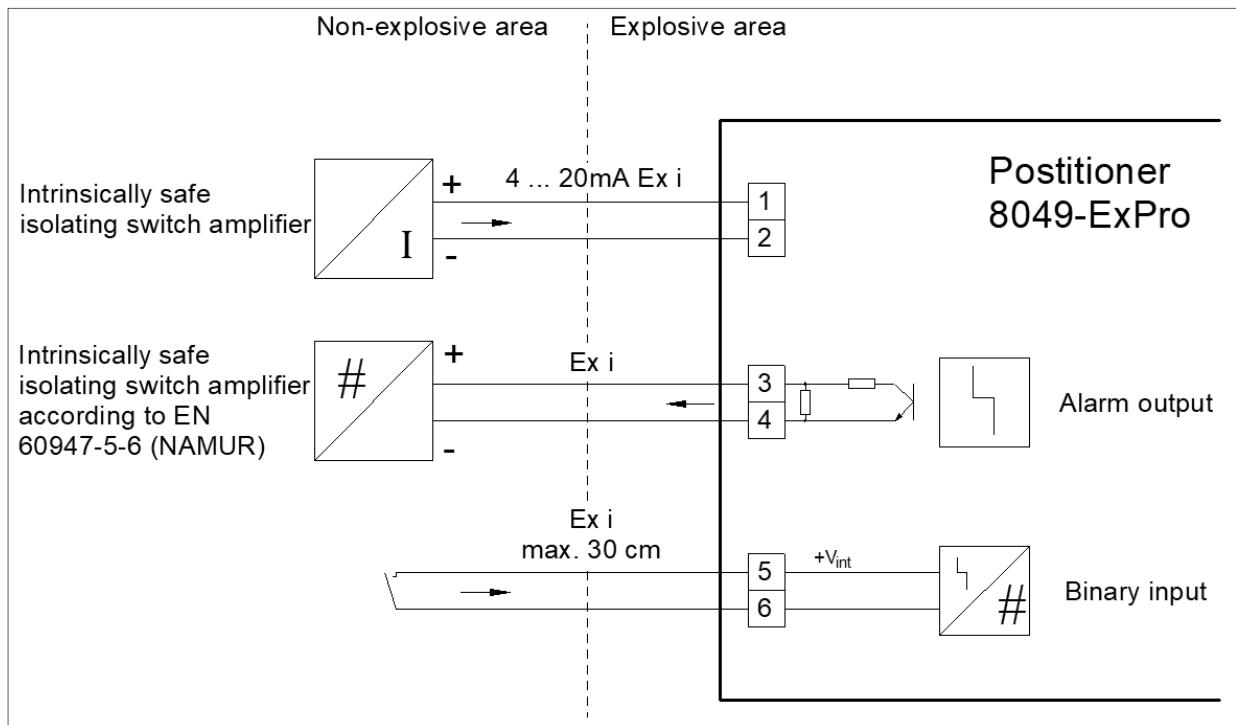 Non-explosive area
Explosive area
Intrinsically safe
isolating switch amplifier
+
I
-
4 ... 20mA Ex i
1
2
Postitioner
8049-ExPro
Intrinsically safe
isolating switch amplifier
according to EN
60947-5-6 (NAMUR)
#
+
-
Ex i
3
4
Alarm output
Ex i
max. 30 cm
5
6
+Vint
#
Binary input